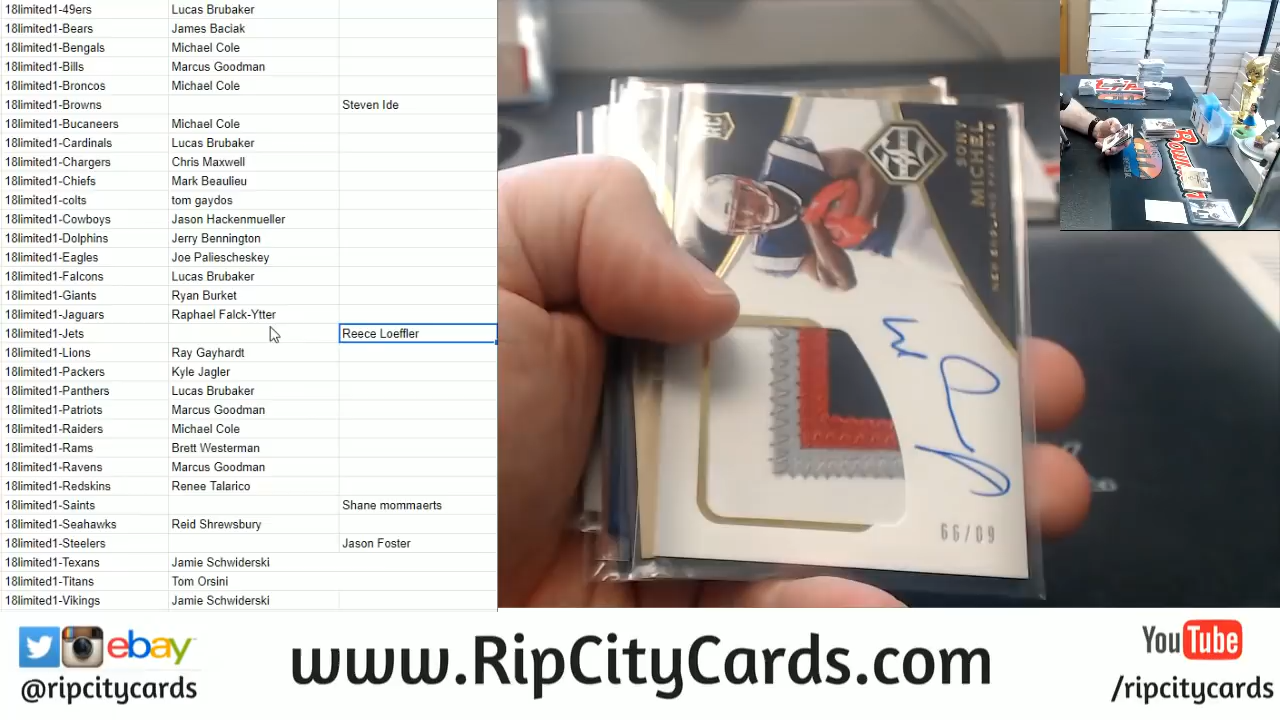 18limited1-49ers Lucas Brubaker
18limited1-Bears James Baciak
18limited1-Bengals Michael Cole
18limited1-Bills Marcus Goodman
18limited1-Broncos Michael Cole
18limited1-Browns Steven Ide
18limited1-Bucaneers Michael Cole
18limited1-Cardinals Lucas Brubaker
18limited1-Chargers Chris Maxwell
18limited1-Chiefs Mark Beaulieu
18limited1-colts tom gaydos
18limited1-Cowboys Jason Hackenmueller
18limited1-Dolphins Jerry Bennington
18limited1-Eagles Joe Paliescheskey
18limited1-Falcons Lucas Brubaker
18limited1-Giants Ryan Burket
18limited1-Jaguars Raphael Falck-Ytter
18limited1-Jets Reece Loeffler
18limited1-Lions Ray Gayhardt
18limited1-Packers Kyle Jagler
18limited1-Panthers Lucas Brubaker
18limited1-Patriots Marcus Goodman
18limited1-Raiders Michael Cole
18limited1-Rams Brett Westerman
18limited1-Ravens Marcus Goodman
18limited1-Redskins Renee Talarico
18limited1-Saints Shane mommaerts
18limited1-Seahawks Reid Shrewsbury
18limited1-Steelers Jason Foster
18limited1-Texans Jamie Schwiderski
18limited1-Titans Tom Orsini
18limited1-Vikings Jamie Schwiderski
RC
SONY
MICHEL
NEW ENGLAND PATRIOTS
ebay
@ripcitycards
www.RipCityCards.com
YouTube
/ripcitycards